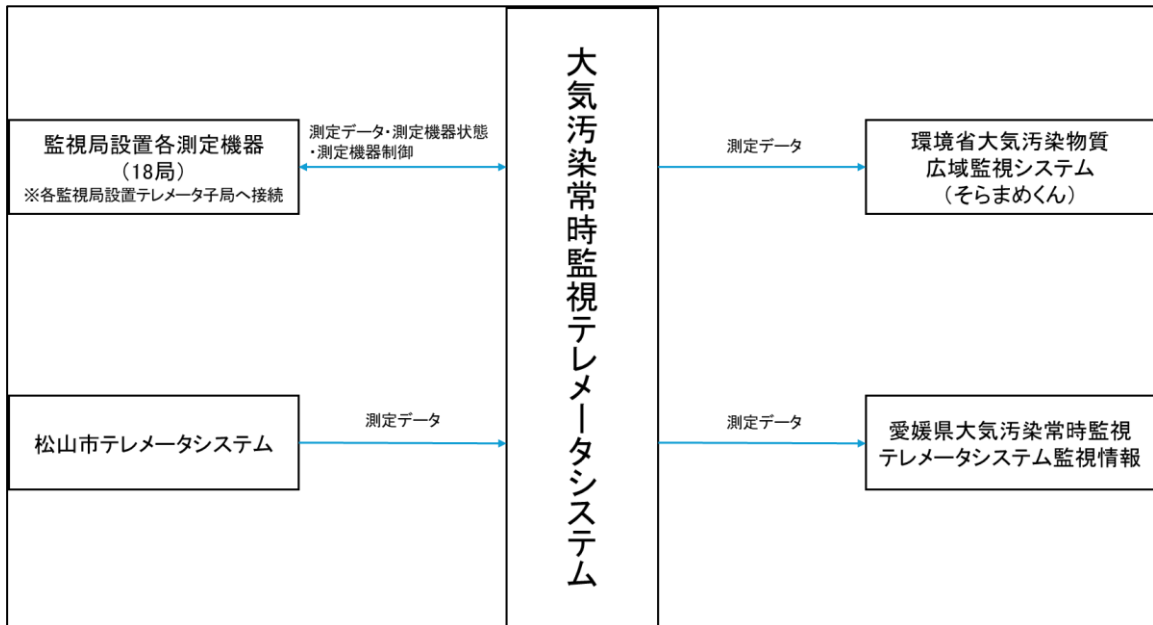 監視局設置各測定機器
（18局）
※各監視局設置テレメータ子局へ接続
測定データ・測定機器状態
・測定機器制御
松山市テレメータシステム
測定データ
大気汚染常時監視テレメータシステム
測定データ
環境省大気汚染物質
広域監視システム
（そらまめくん）
測定データ
愛媛県大気汚染常時監視
テレメータシステム監視情報